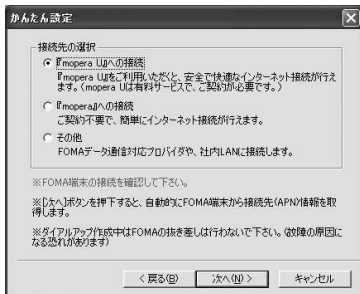 かんたん設定
接続先の選択
『mopera U』への接続
『mopera U』をご利用いただくと、安全で快適なインターネット接続が行え
ます。(mopera Uは有料サービスで、ご契約が必要です。)
『mopera』への接続
ご契約不要で、簡単にインターネット接続が行えます。
その他
FOMAデータ通信対応プロバイダや、社内LANに接続します。
※FOMA端末の接続を確認して下さい。
※[次へ]ボタンを押下すると、自動的にFOMA端末から接続先(APN)情報を取
得します。
※ダイアルアップ作成中はFOMAの抜き差しは行わないで下さい。(故障の原因に
なる恐れがあります)
< 戻る(B)
次へ(N) >
キャンセル